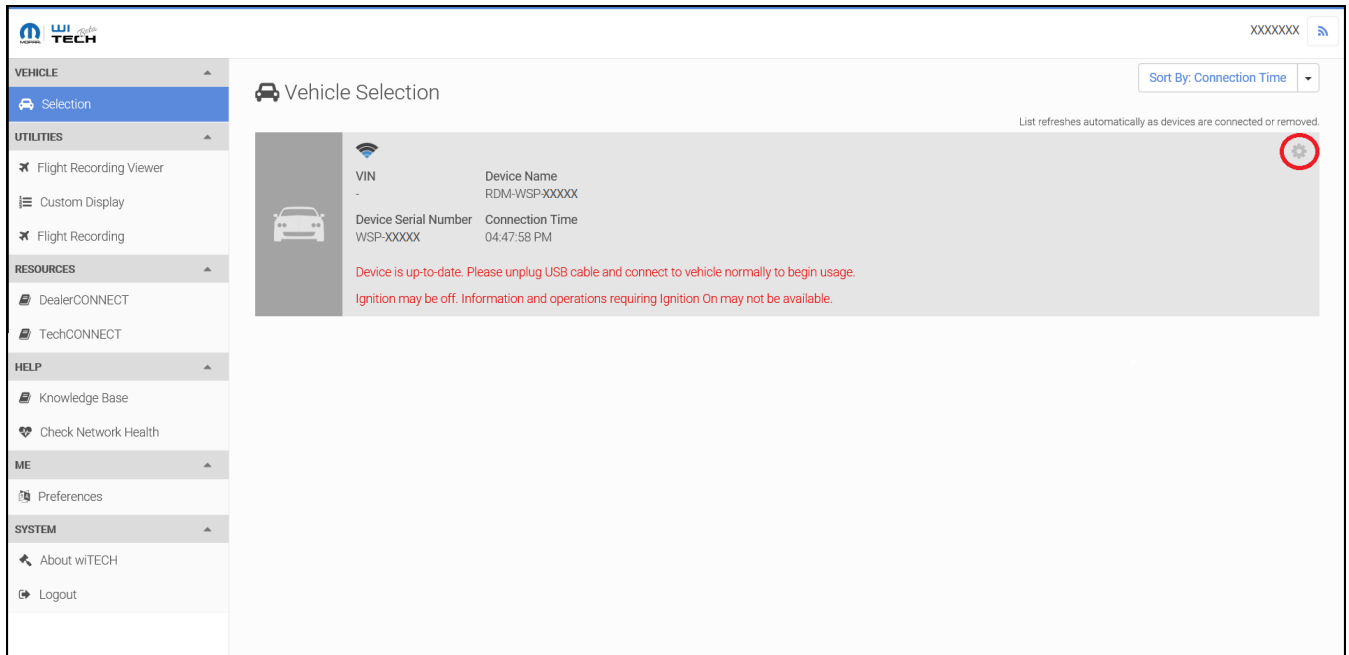 MOPAR
WI
TECH
Beta
XXXXXXX
VEHICLE
Selection
UTILITIES
Flight Recording Viewer
Custom Display
Flight Recording
RESOURCES
DealerCONNECT
TechCONNECT
HELP
Knowledge Base
Check Network Health
ME
Preferences
SYSTEM
About wiTECH
Logout
Vehicle Selection
Sort By: Connection Time
List refreshes automatically as devices are connected or removed.
VIN
-
Device Name
RDM-WSP-XXXXX
Device Serial Number
WSP-XXXXX
Connection Time
04:47:58 PM
Device is up-to-date. Please unplug USB cable and connect to vehicle normally to begin usage.
Ignition may be off. Information and operations requiring Ignition On may not be available.